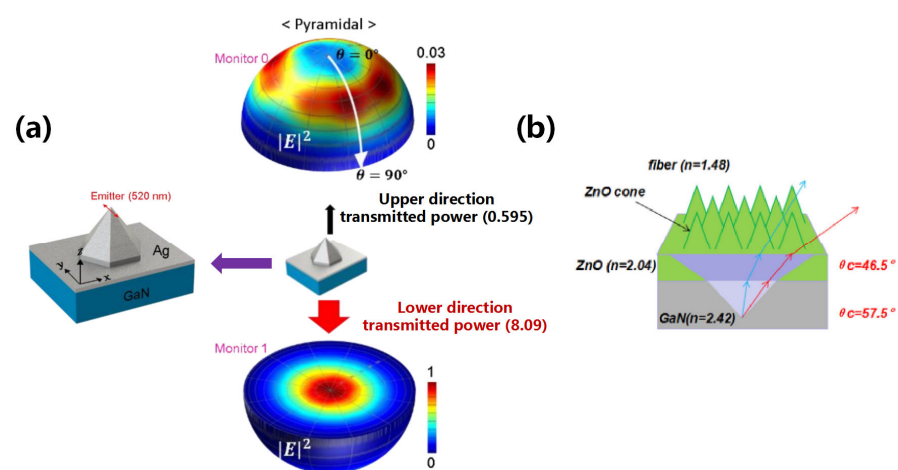 < Pyramidal >
Monitor 0
θ = 0°
0.03
0
|E|²
θ = 90°
(a)
Emitter (520 nm)
Ag
z
y
x
GaN
Upper direction
transmitted power (0.595)
Lower direction
transmitted power (8.09)
Monitor 1
1
0
|E|²
(b)
fiber (n=1.48)
ZnO cone
ZnO (n=2.04)
θc=46.5°
GaN(n=2.42)
θc=57.5°